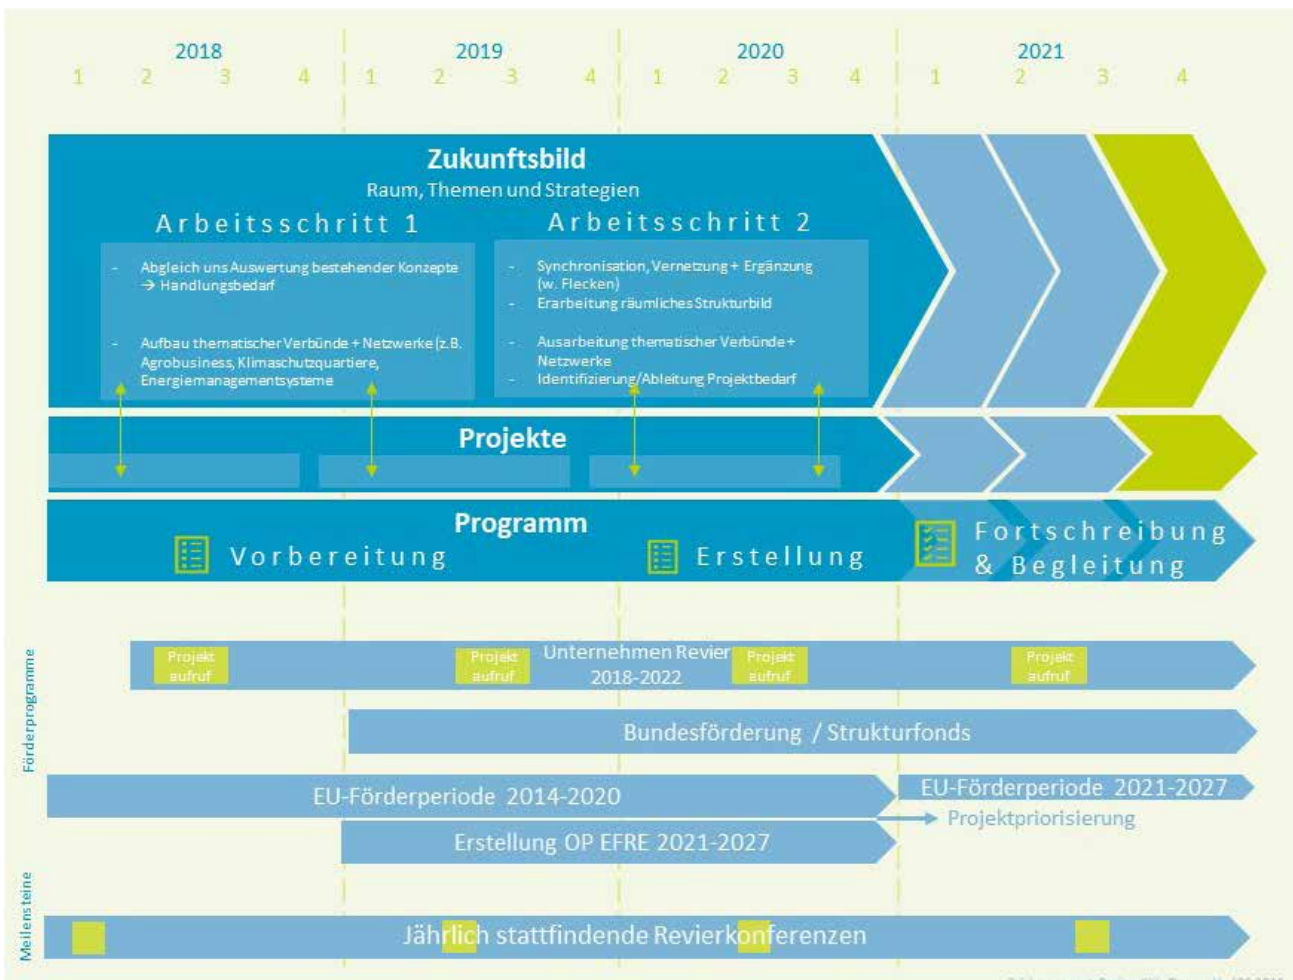 2018 2019 2020 2021
1 2 3 4 1 2 3 4 1 2 3 4 1 2 3 4
Zukunftsbild
Raum, Themen und Strategien
Arbeitsschritt 1
- Abgleich uns Auswertung bestehender Konzepte
→ Handlungsbedarf
- Aufbau thematischer Verbünde + Netzwerke (z.B.
Agrobusiness, Klimaschutzquartiere,
Energiemanagementsysteme
Arbeitsschritt 2
- Synchronisation, Vernetzung + Ergänzung
(w. Flecken)
- Erarbeitung räumliches Strukturbild
- Ausarbeitung thematischer Verbünde +
Netzwerke
- Identifizierung/Ableitung Projektbedarf
Projekte
Programm
Vorbereitung
Erstellung
Fortschreibung
& Begleitung
Förderprogramme
Unternehmen Revier
2018-2022
Projekt
aufruf
Projekt
aufruf
Projekt
aufruf
Projekt
aufruf
Bundesförderung / Strukturfonds
EU-Förderperiode 2014-2020
EU-Förderperiode 2021-2027
Projektpriorisierung
Erstellung OP EFRE 2021-2027
Meilensteine
Jährlich stattfindende Revierkonferenzen